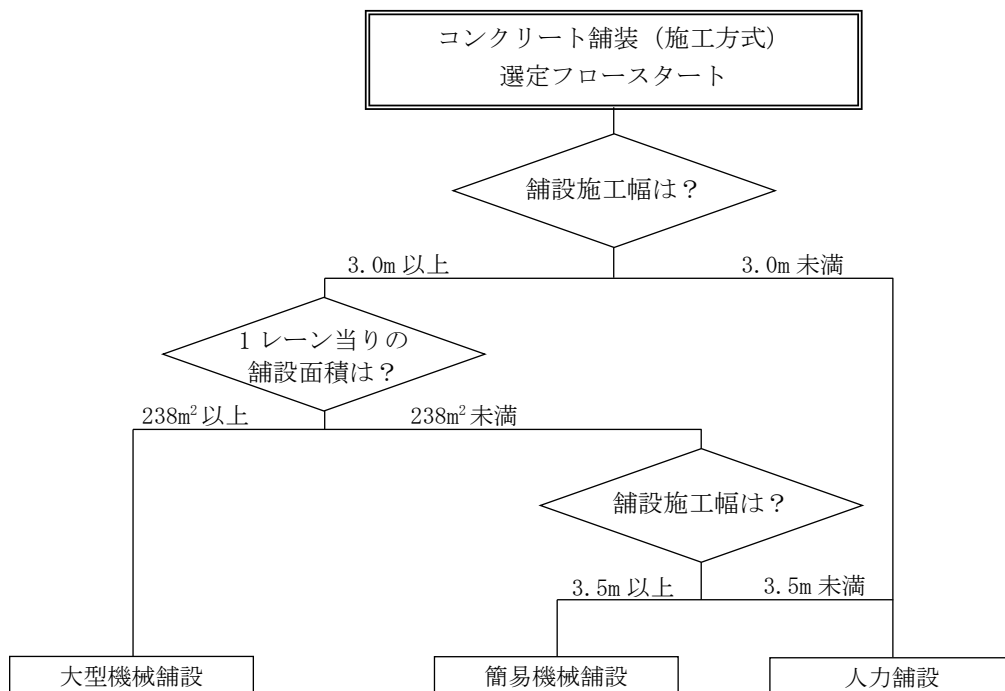 コンクリート舗装（施工方式）
選定フロースタート
舗設施工幅は？
3.0m 以上
3.0m 未満
1 レーン当りの
舗設面積は？
238m² 以上
238m² 未満
舗設施工幅は？
3.5m 以上
3.5m 未満
大型機械舗設
簡易機械舗設
人力舗設